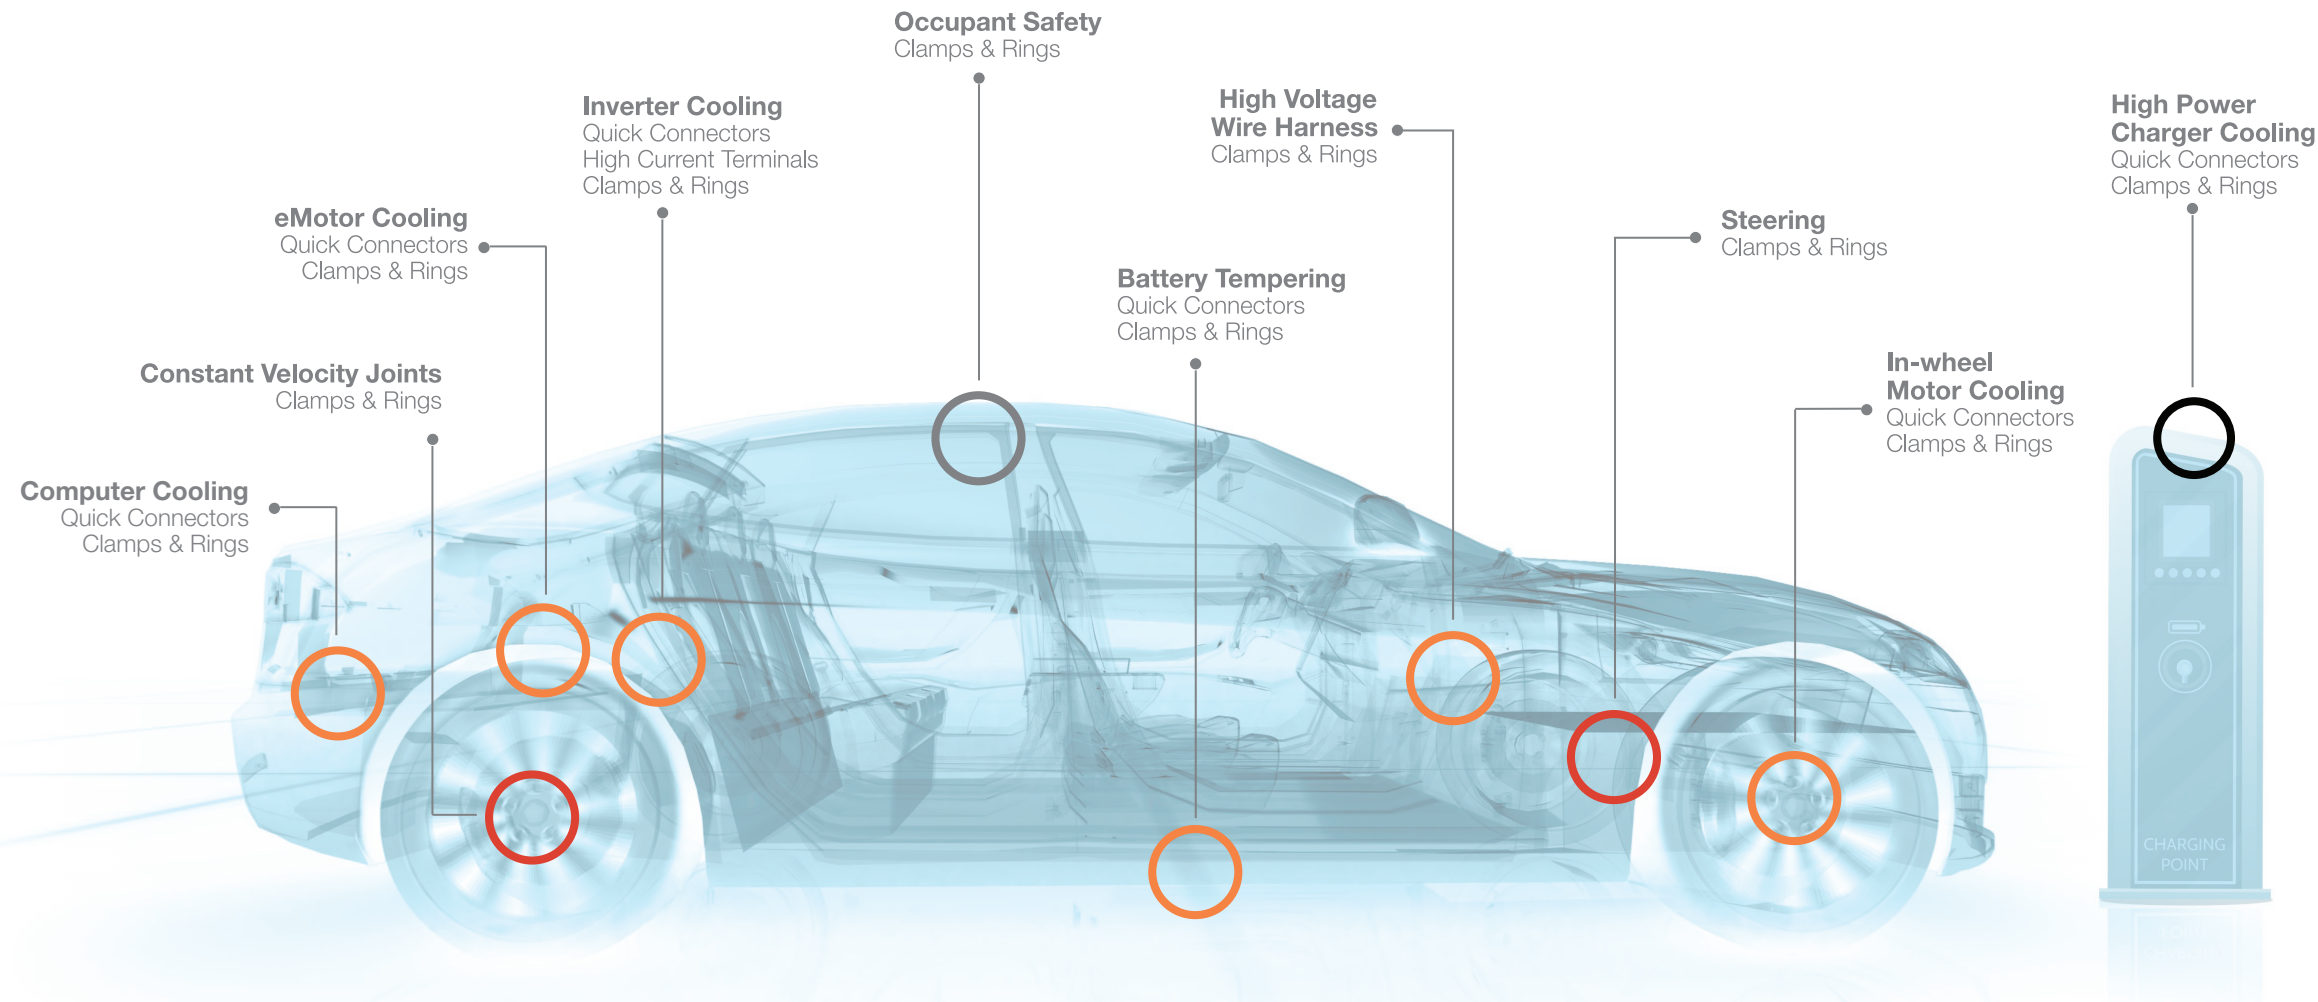 Occupant Safety
Clamps & Rings
Inverter Cooling
Quick Connectors
High Current Terminals
Clamps & Rings
High Voltage
Wire Harness
Clamps & Rings
High Power
Charger Cooling
Quick Connectors
Clamps & Rings
eMotor Cooling
Quick Connectors
Clamps & Rings
Steering
Clamps & Rings
Battery Tempering
Quick Connectors
Clamps & Rings
Constant Velocity Joints
Clamps & Rings
In-wheel
Motor Cooling
Quick Connectors
Clamps & Rings
Computer Cooling
Quick Connectors
Clamps & Rings
CHARGING
POINT